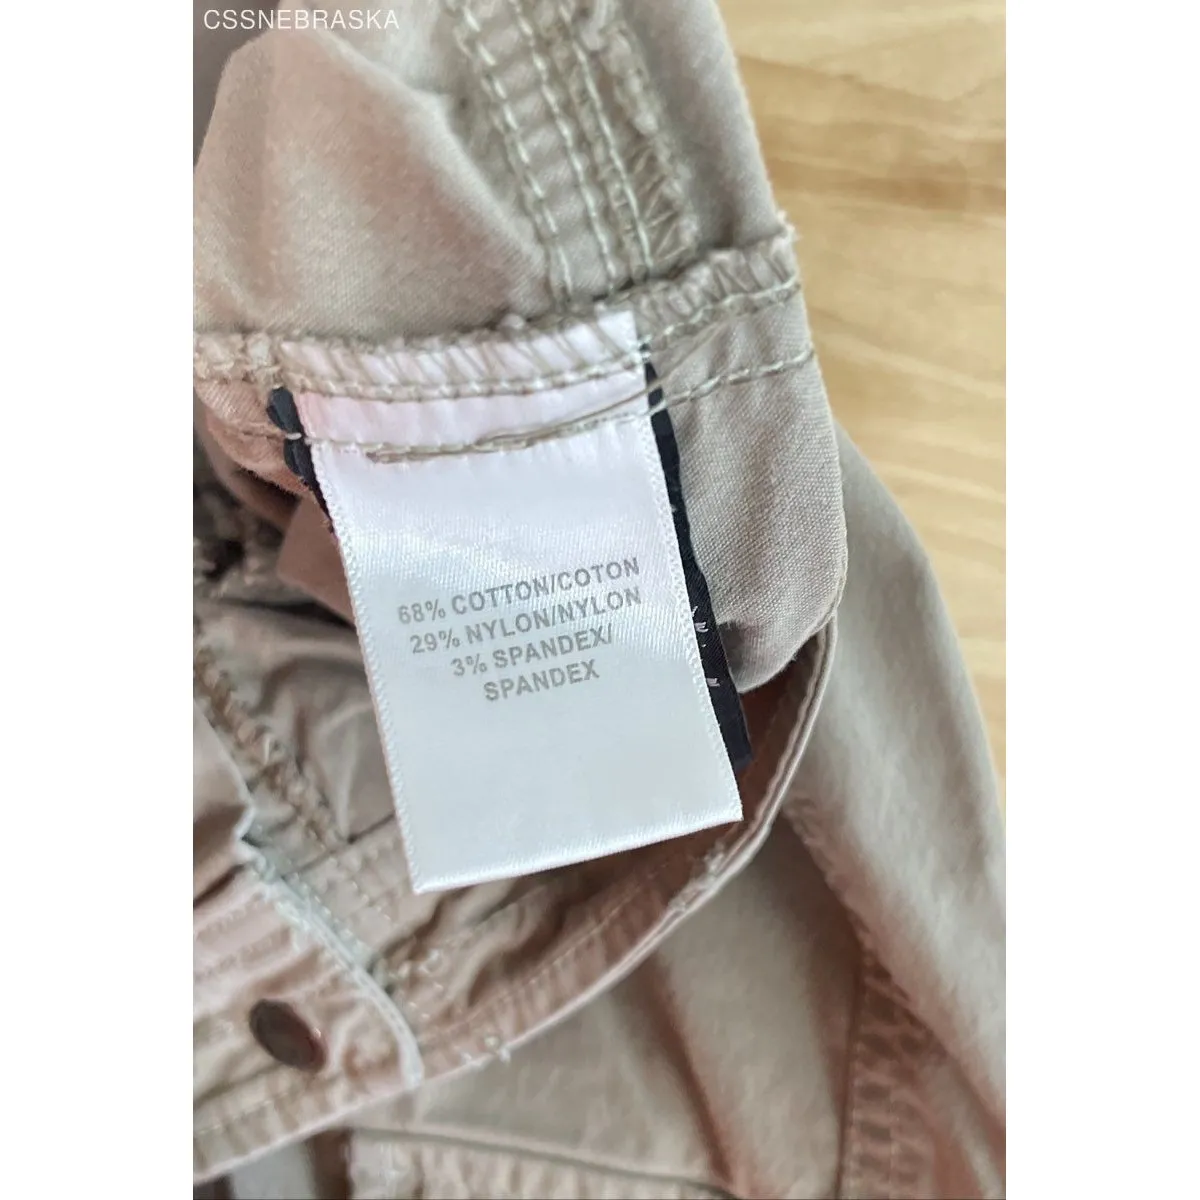 CSSNEBRASKA
68% COTTON/COTON
29% NYLON/NYLON
3% SPANDEX/
SPANDEX